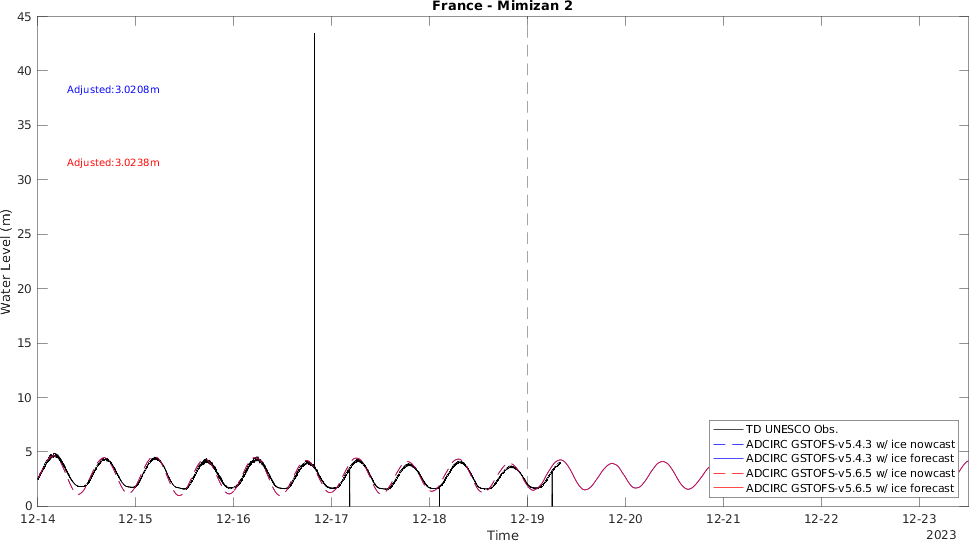 France - Mimizan 2
45
40
35
30
25
20
15
10
5
0
Water Level (m)
Adjusted:3.0208m
Adjusted:3.0238m
TD UNESCO Obs.
ADCIRC GSTOFS-v5.4.3 w/ ice nowcast
ADCIRC GSTOFS-v5.4.3 w/ ice forecast
ADCIRC GSTOFS-v5.6.5 w/ ice nowcast
ADCIRC GSTOFS-v5.6.5 w/ ice forecast
12-14 12-15 12-16 12-17 12-18 12-19 12-20 12-21 12-22 12-23
Time
2023